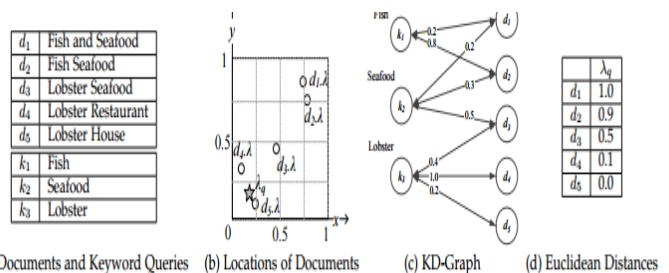 d1 Fish and Seafood
d2 Fish Seafood
d3 Lobster Seafood
d4 Lobster Restaurant
d5 Lobster House
k1 Fish
k2 Seafood
k3 Lobster
Documents and Keyword Queries
y
1
d1.λ
d2.λ
0.5
d4.λ
d3.λ
λq
d5.λ
x
0 0.5 1
(b) Locations of Documents
Fish
k1
0.2
0.8
d1
0.2
d2
Seafood
k2
0.3
0.5
d3
Lobster
k3
0.4
1.0
0.2
d4
d5
(c) KD-Graph
λq
d1 1.0
d2 0.9
d3 0.5
d4 0.1
d5 0.0
(d) Euclidean Distances